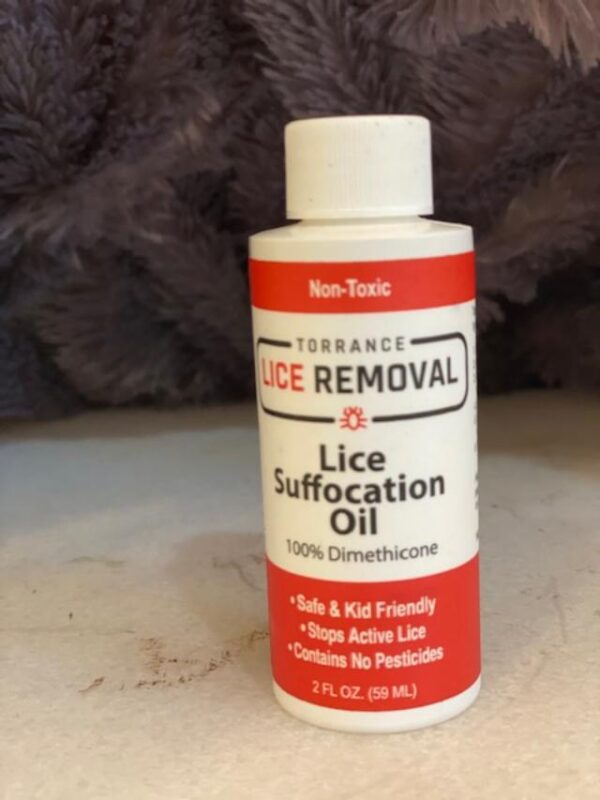 Non-Toxic
TORRANCE
LICE REMOVAL
Lice
Suffocation
Oil
100% Dimethicone
•Safe & Kid Friendly
•Stops Active Lice
•Contains No Pesticides
2 FL OZ. (59 ML)